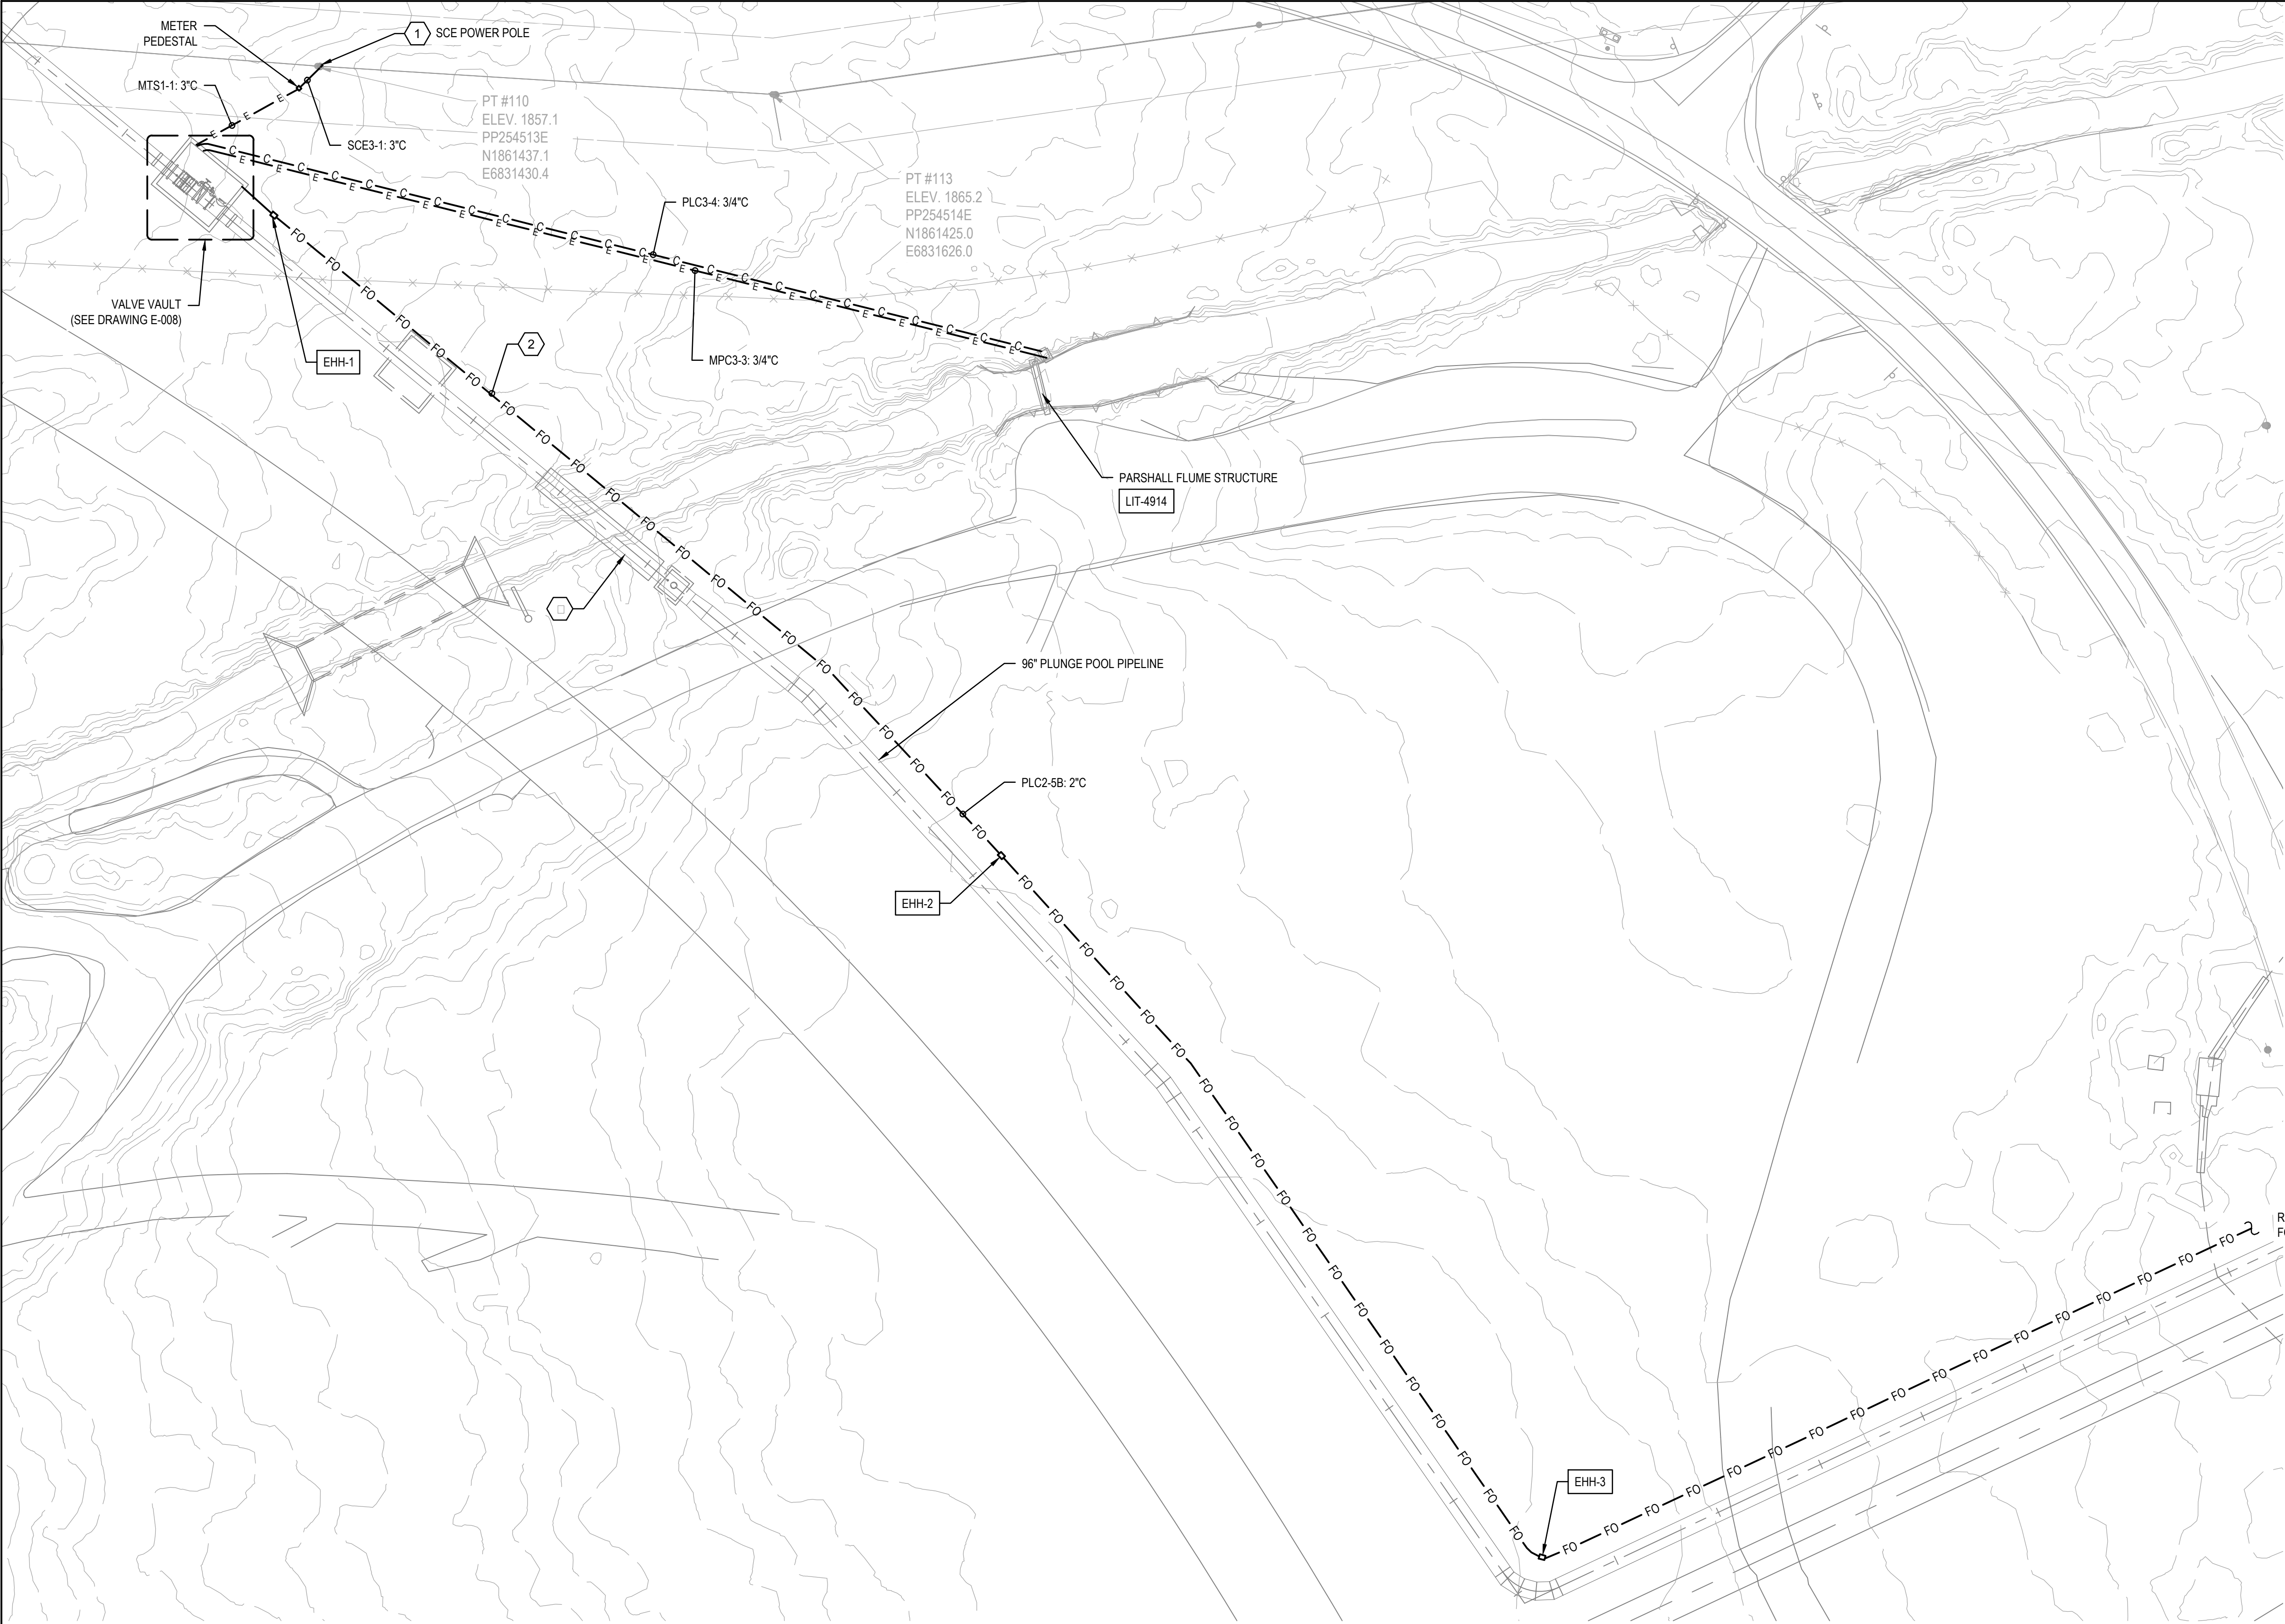 METER
PEDESTAL
1 SCE POWER POLE
MTS1-1: 3"C
SCE3-1: 3"C
PT #110
ELEV. 1857.1
PP254513E
N1861437.1
E6831430.4
PT #113
ELEV. 1865.2
PP254514E
N1861425.0
E6831626.0
PLC3-4: 3/4"C
MPC3-3: 3/4"C
VALVE VAULT
(SEE DRAWING E-008)
EHH-1
2
PARSHALL FLUME STRUCTURE
LIT-4914
96" PLUNGE POOL PIPELINE
PLC2-5B: 2"C
EHH-2
EHH-3